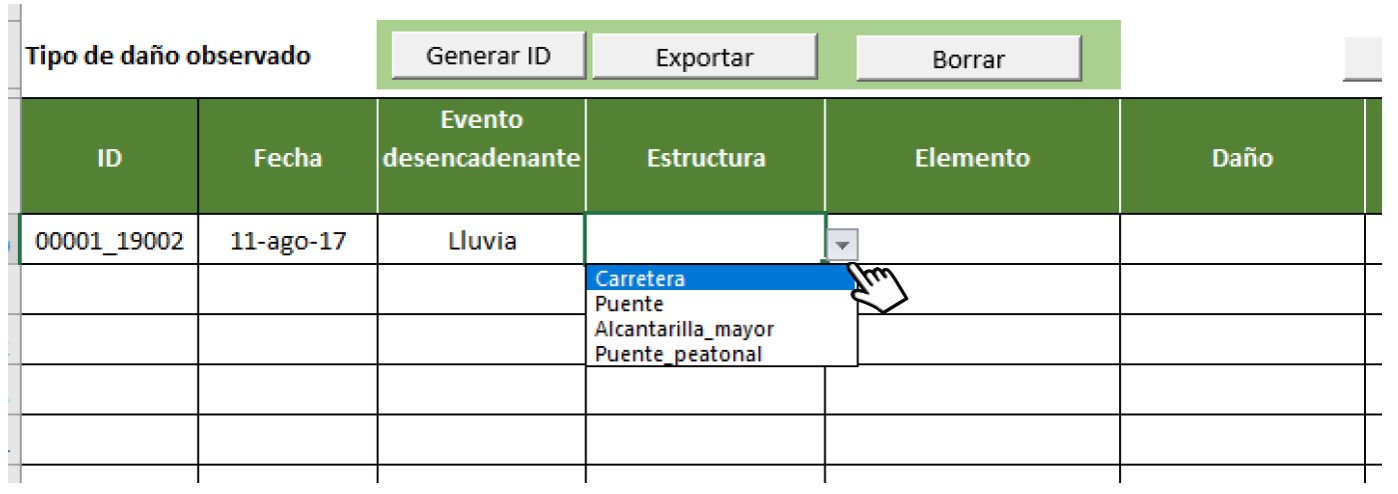 Tipo de daño observado
Generar ID
Exportar
Borrar
ID
Fecha
Evento
desencadenante
Estructura
Elemento
Daño
00001_19002
11-ago-17
Lluvia
Carretera
Puente
Alcantarilla_mayor
Puente_peatonal